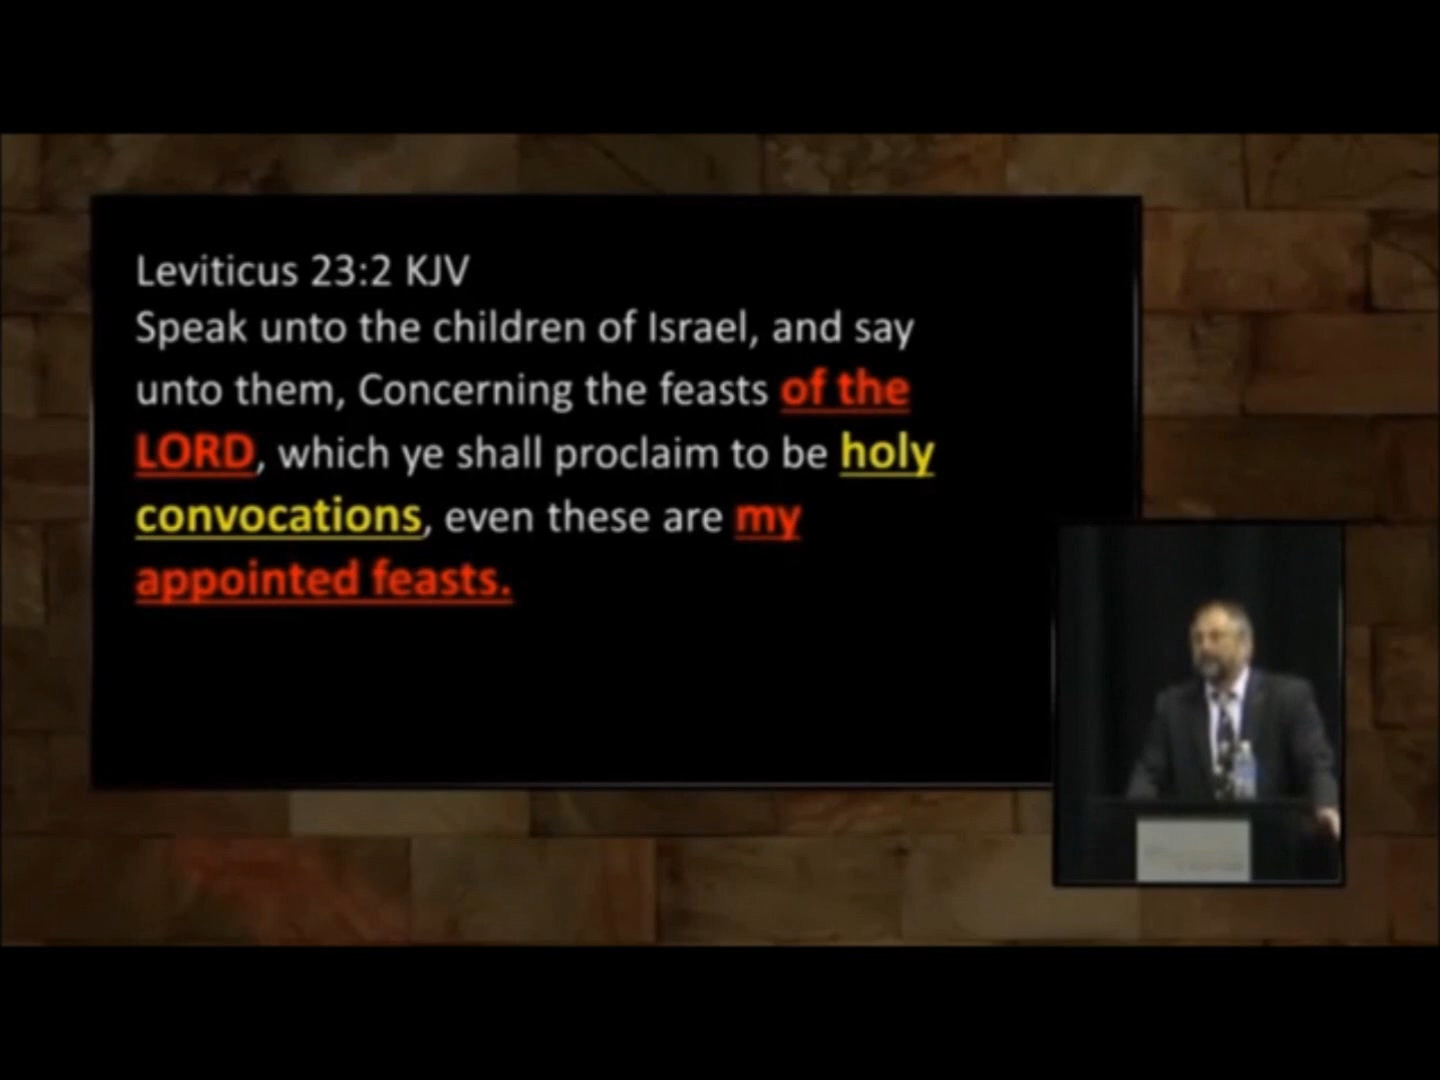 Leviticus 23:2 KJV
Speak unto the children of Israel, and say
unto them, Concerning the feasts of the
LORD, which ye shall proclaim to be holy
convocations, even these are my
appointed feasts.